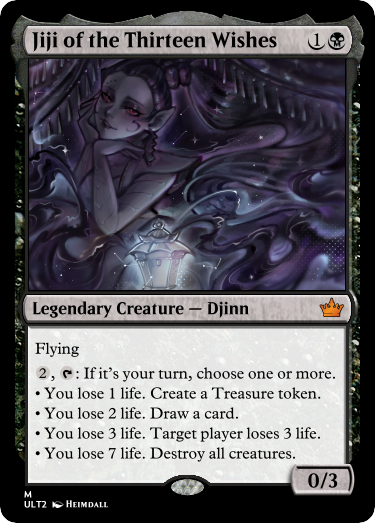 Jiji of the Thirteen Wishes 1
Legendary Creature — Djinn
Flying
2, : If it's your turn, choose one or more.
• You lose 1 life. Create a Treasure token.
• You lose 2 life. Draw a card.
• You lose 3 life. Target player loses 3 life.
• You lose 7 life. Destroy all creatures.
0/3
M
ULT2 Heimdall